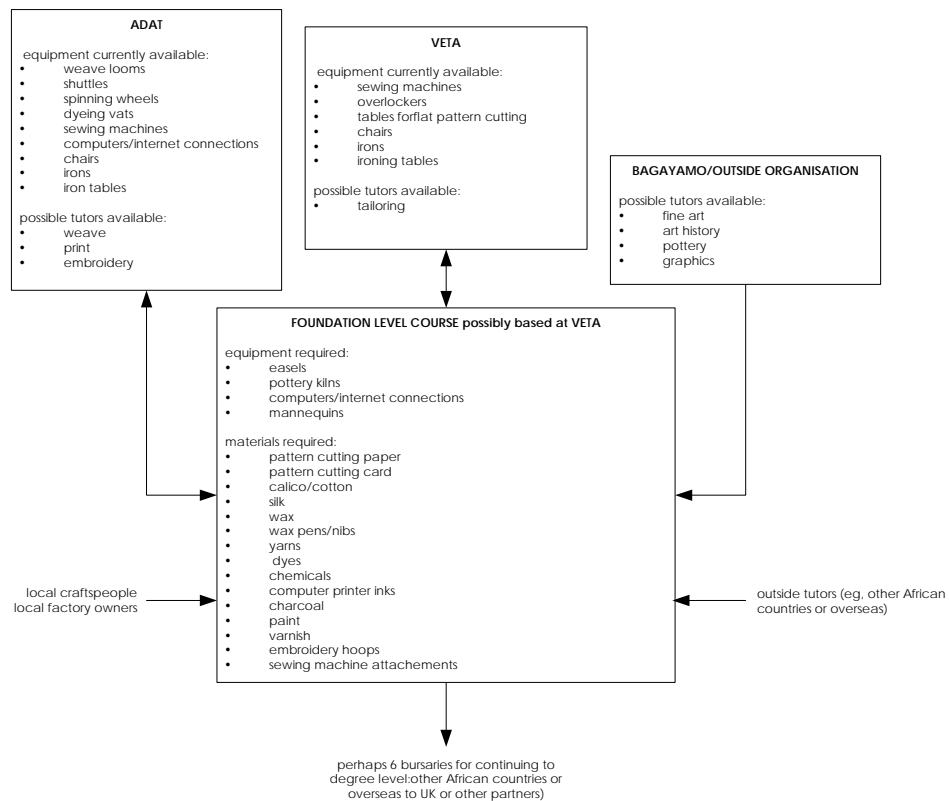 ADAT
equipment currently available:
• weave looms
• shuttles
• spinning wheels
• dyeing vats
• sewing machines
• computers/internet connections
• chairs
• irons
• iron tables
possible tutors available:
• weave
• print
• embroidery
VETA
equipment currently available:
• sewing machines
• overlockers
• tables forflat pattern cutting
• chairs
• irons
• ironing tables
possible tutors available:
• tailoring
BAGAYAMO/OUTSIDE ORGANISATION
possible tutors available:
• fine art
• art history
• pottery
• graphics
FOUNDATION LEVEL COURSE possibly based at VETA
equipment required:
• easels
• pottery kilns
• computers/internet connections
• mannequins
materials required:
• pattern cutting paper
• pattern cutting card
• calico/cotton
• silk
• wax
• wax pens/nibs
• yarns
• dyes
• chemicals
• computer printer inks
• charcoal
• paint
• varnish
• embroidery hoops
• sewing machine attachements
local craftspeople
local factory owners
outside tutors (eg, other African
countries or overseas)
perhaps 6 bursaries for continuing to
degree level:other African countries or
overseas to UK or other partners)